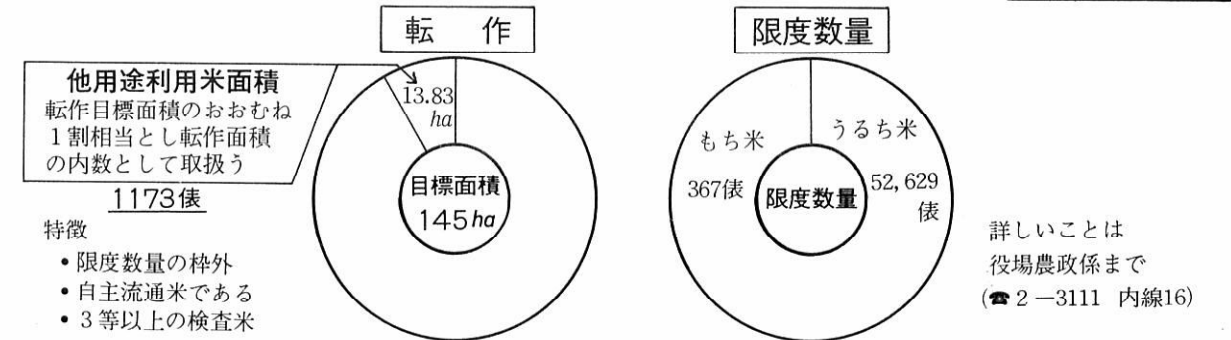 転作
他用途利用米面積
転作目標面積のおおむね
1割相当とし転作面積
の内数として取扱う
1173俵
特徴
•限度数量の枠外
•自主流通米である
•3等以上の検査米
13.83
ha
目標面積
145ha
限度数量
もち米
367俵
うるち米
52,629
俵
限度数量
詳しいことは
役場農政係まで
(☎2－3111 内線16)